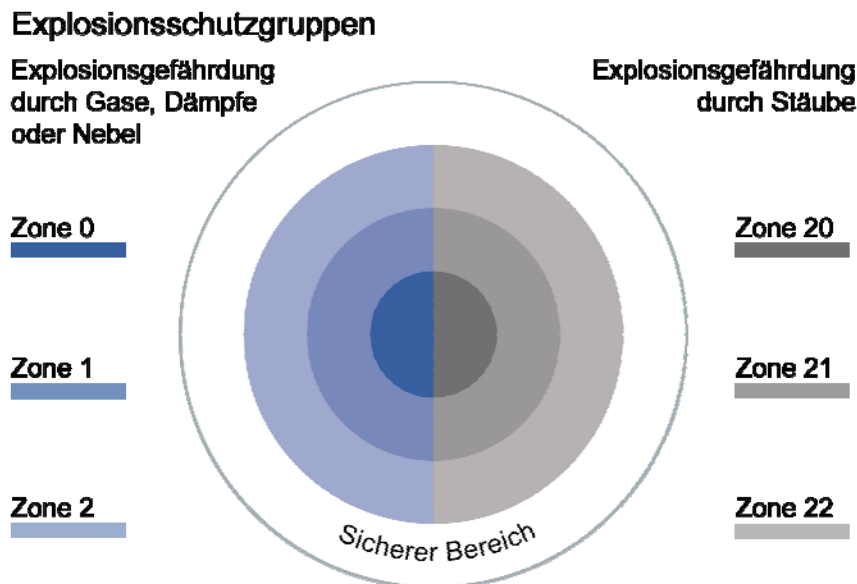 Explosionsschutzgruppen
Explosionsgefährdung
durch Gase, Dämpfe
oder Nebel
Explosionsgefährdung
durch Stäube
Zone 0
Zone 20
Zone 1
Zone 21
Zone 2
Zone 22
Sicherer Bereich